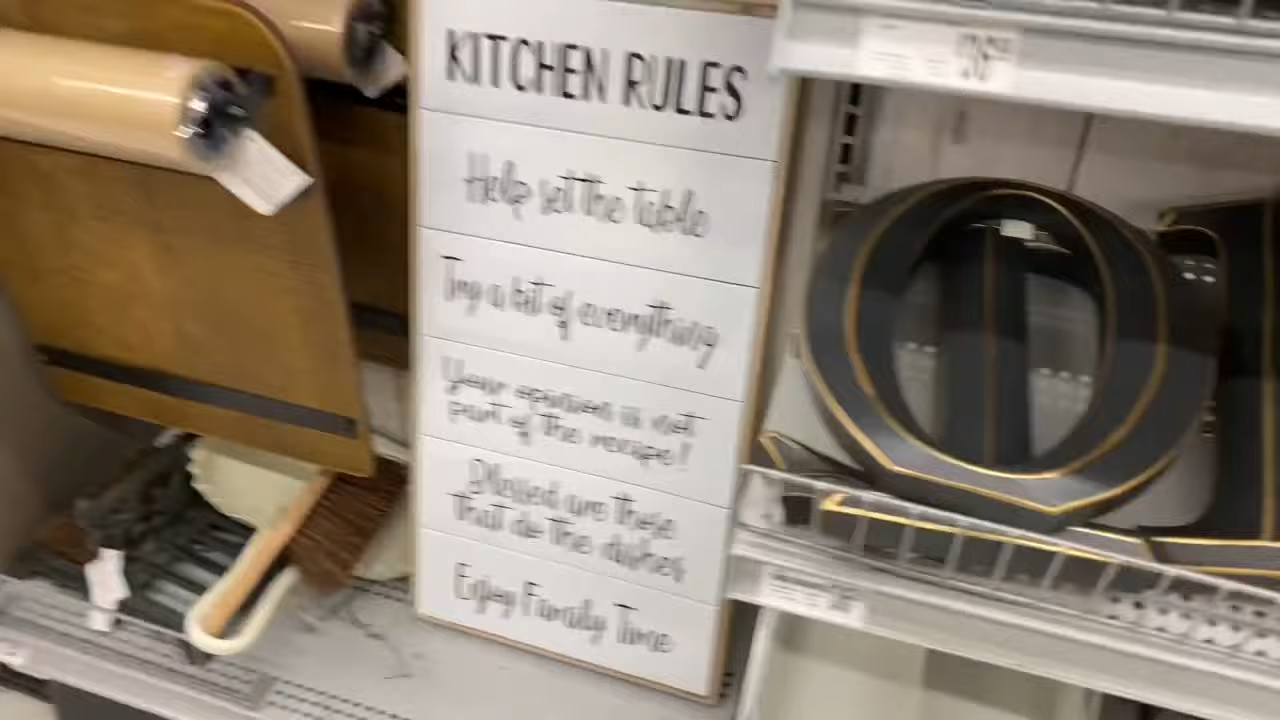 KITCHEN RULES
Help set the table
Try a bit of everything
Your opinion is not
part of the recipe!
Blessed are those
that do the dishes
Enjoy Family Time